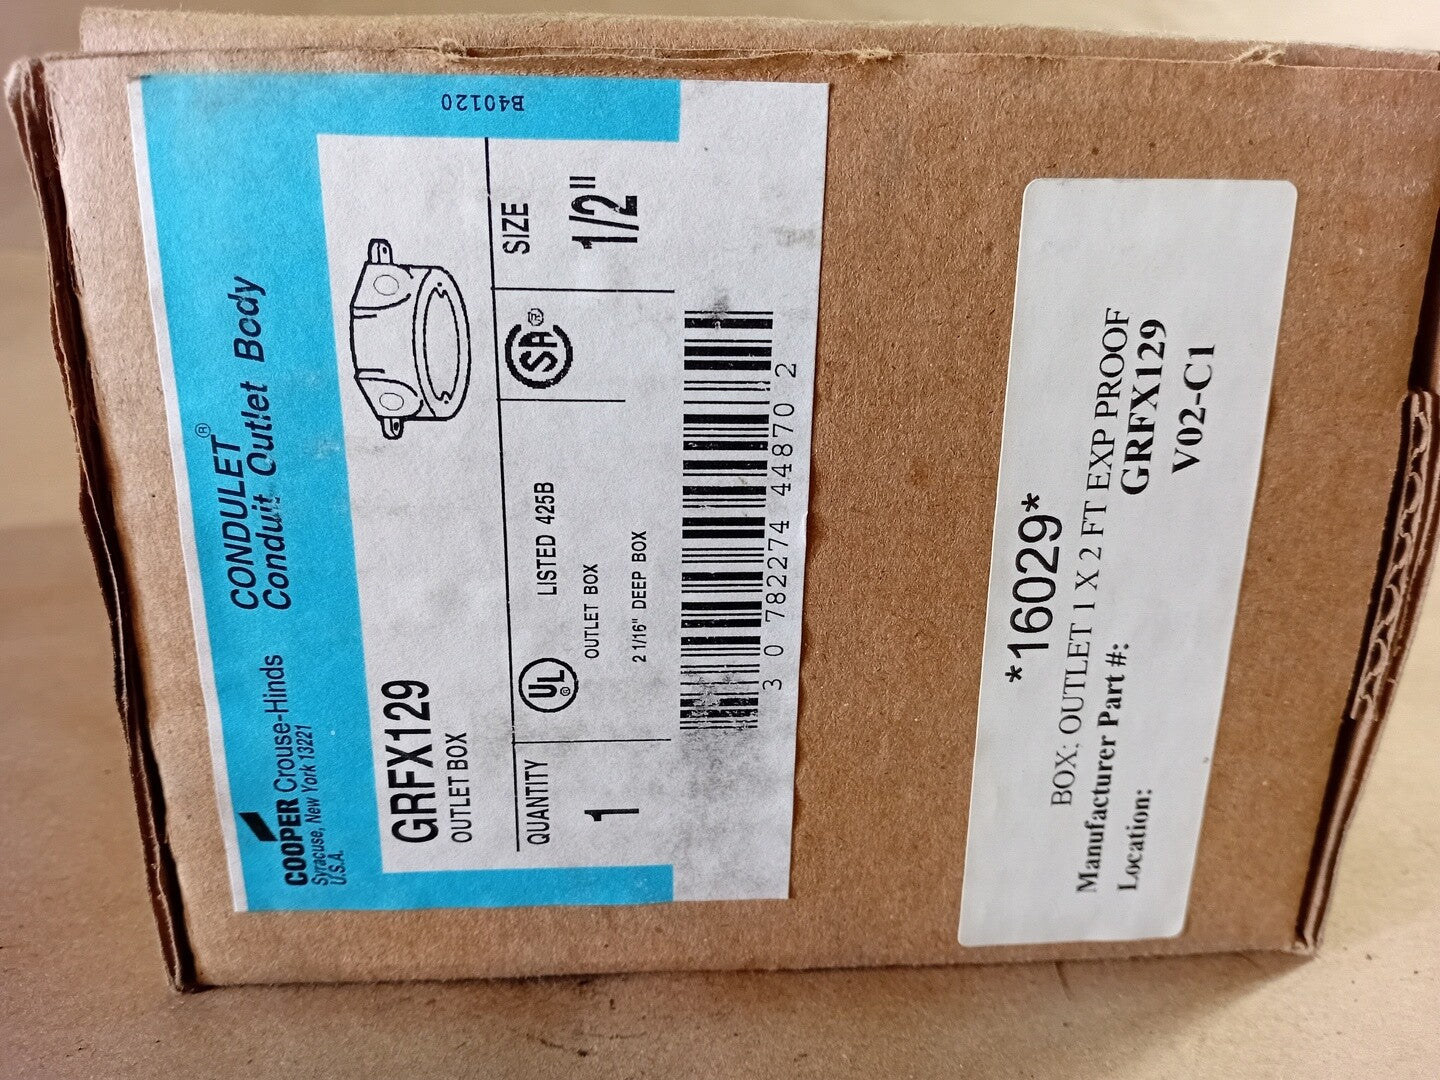 COOPER Crouse-Hinds
Syracuse, New York 13221
U.S.A.
CONDULET®
Conduit Outlet Body
B40120
GRFX129
OUTLET BOX
QUANTITY
1
UL®
LISTED 425B
OUTLET BOX
2 1/16" DEEP BOX
SA®
SIZE
1/2"
3 0 782274 44870 2
*16029*
BOX: OUTLET 1 X 2 FT EXP PROOF
Manufacturer Part #: GRFX129
Location: V02-C1